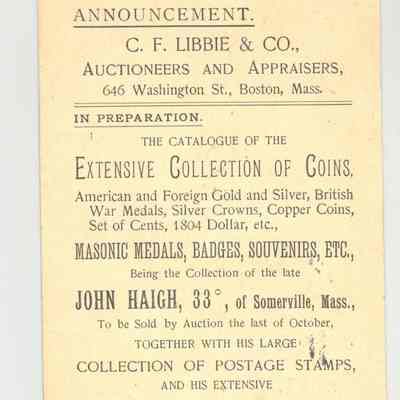 ANNOUNCEMENT.
C. F. LIBBIE & CO.,
AUCTIONEERS AND APPRAISERS,
646 Washington St., Boston, Mass.
IN PREPARATION.
THE CATALOGUE OF THE
EXTENSIVE COLLECTION OF COINS,
American and Foreign Gold and Silver, British
War Medals, Silver Crowns, Copper Coins,
Set of Cents, 1804 Dollar, etc.,
MASONIC MEDALS, BADGES, SOUVENIRS, ETC.,
Being the Collection of the late
JOHN HAIGH, 33°, of Somerville, Mass.,
To be Sold by Auction the last of October,
TOGETHER WITH HIS LARGE
COLLECTION OF POSTAGE STAMPS,
AND HIS EXTENSIVE